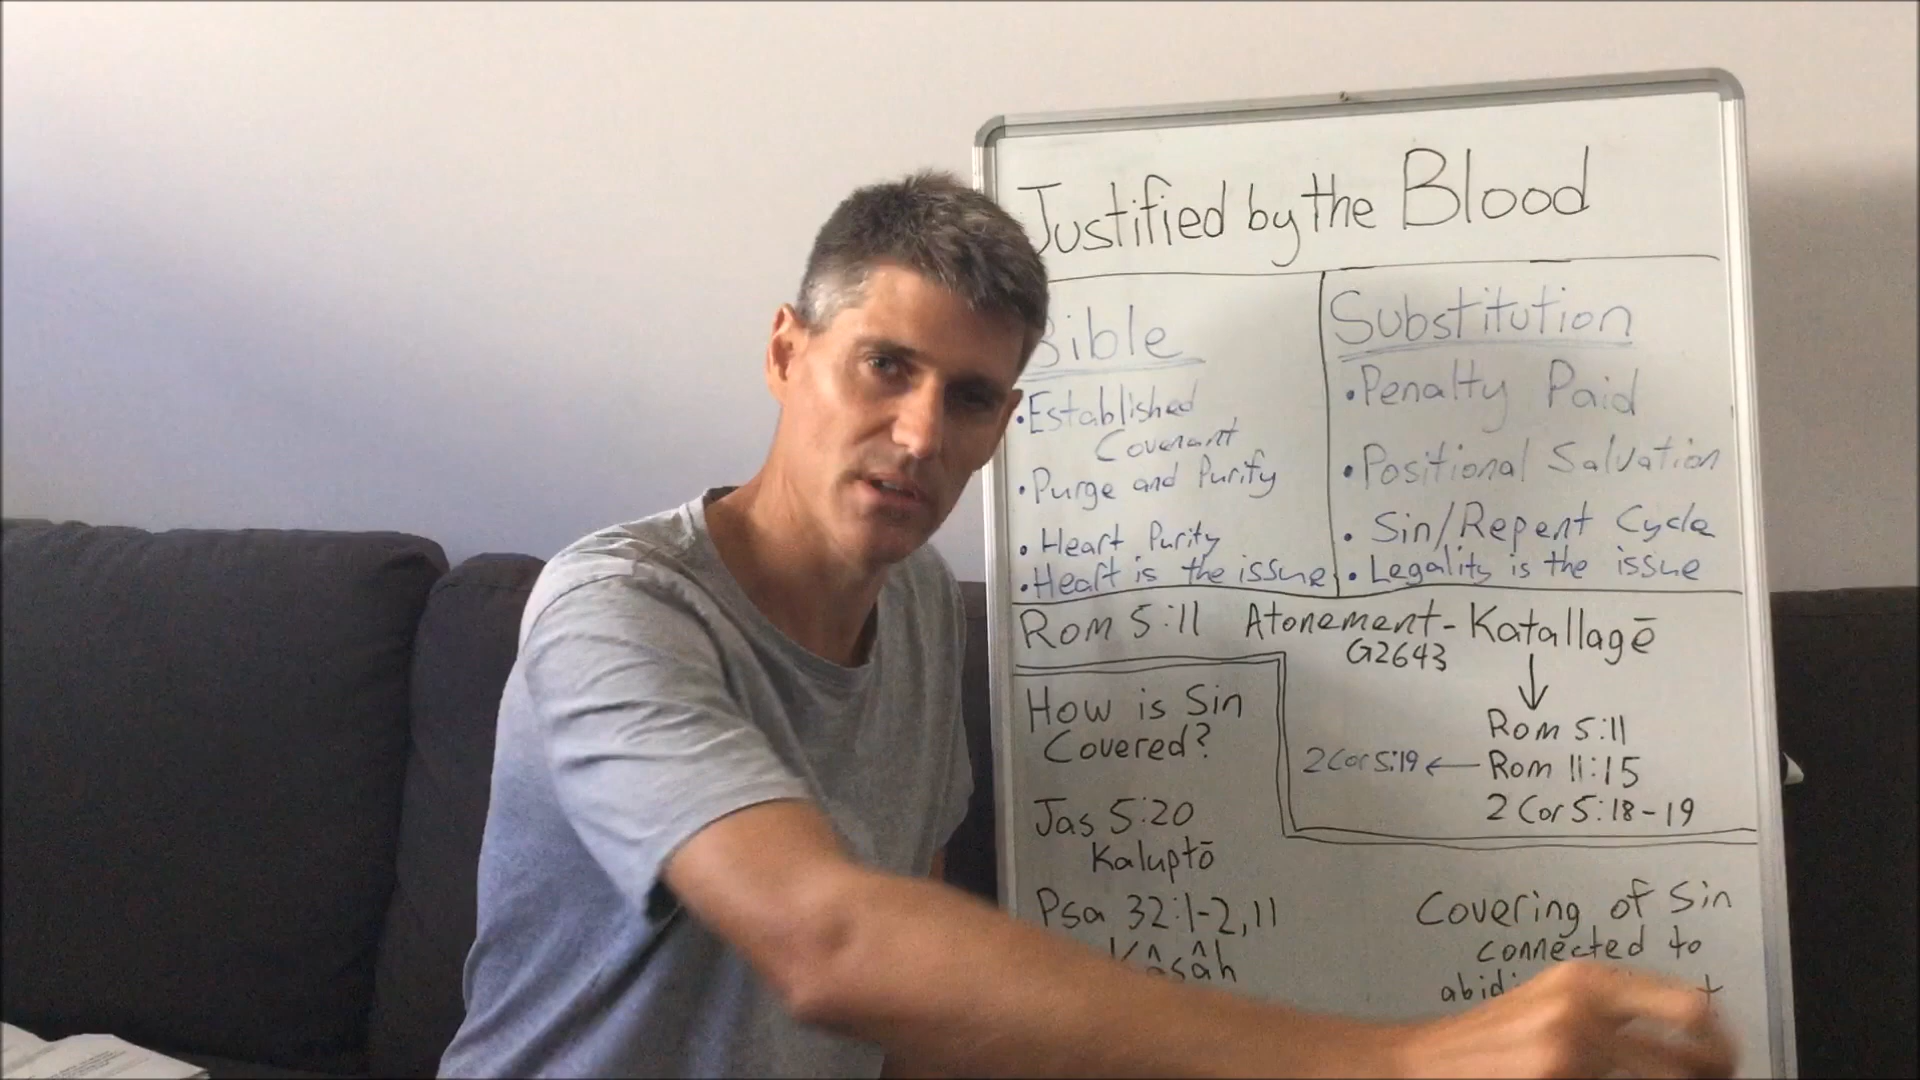 Justified by the Blood
Bible
• Established
Covenant
• Purge and Purify
• Heart Purity
• Heart is the issue
Substitution
• Penalty Paid
• Positional Salvation
• Sin/Repent Cycle
• Legality is the issue
Rom 5:11 Atonement - Katallagē
G2643
↓
Rom 5:11
2 Cor 5:19 ← Rom 11:15
2 Cor 5:18-19
How is Sin
Covered?
Jas 5:20
Kaluptō
Psa 32:1-2,11
Kâsâh
Covering of Sin
connected to